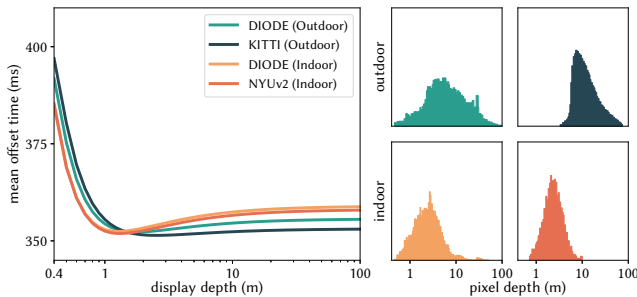 400
375
350
mean offset time (ms)
DIODE (Outdoor)
KITTI (Outdoor)
DIODE (Indoor)
NYUv2 (Indoor)
0.4
1
10
100
display depth (m)
outdoor
indoor
1
10
100
1
10
100
pixel depth (m)